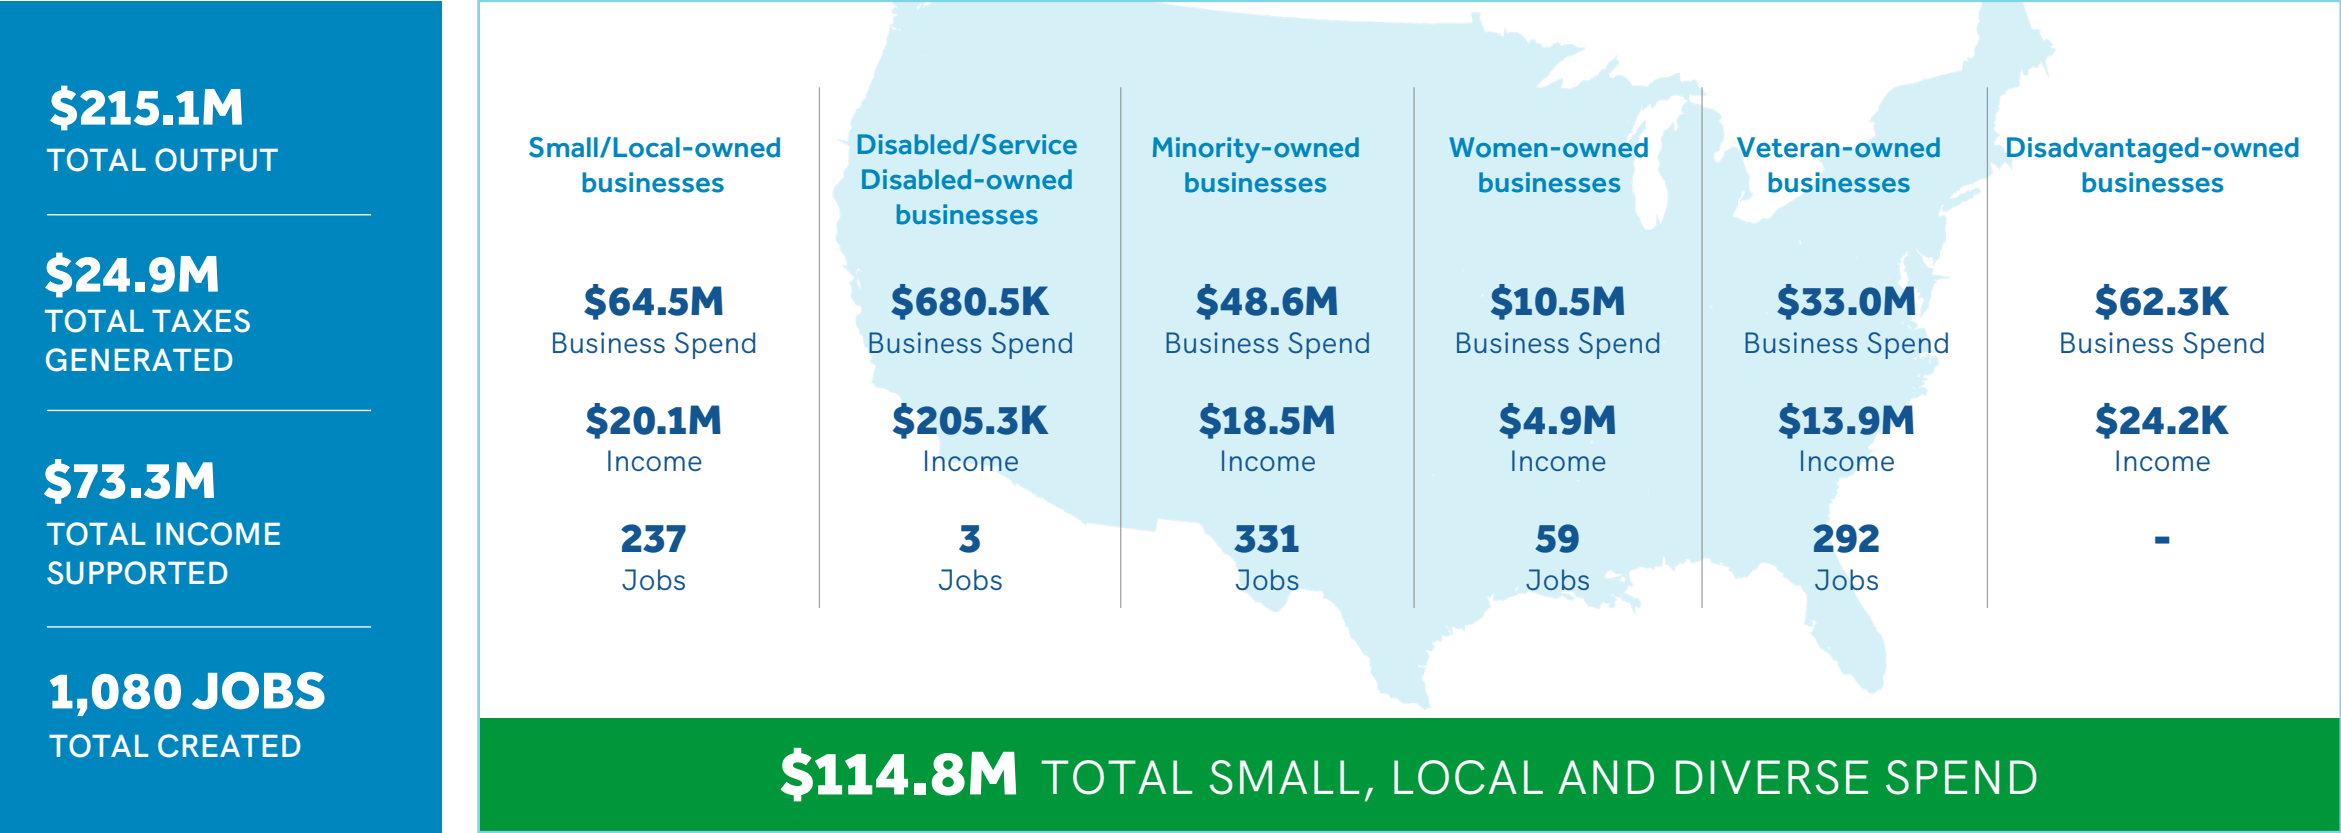 $215.1M
TOTAL OUTPUT
$24.9M
TOTAL TAXES
GENERATED
$73.3M
TOTAL INCOME
SUPPORTED
1,080 JOBS
TOTAL CREATED
Small/Local-owned
businesses
$64.5M
Business Spend
$20.1M
Income
237
Jobs
Disabled/Service
Disabled-owned
businesses
$680.5K
Business Spend
$205.3K
Income
3
Jobs
Minority-owned
businesses
$48.6M
Business Spend
$18.5M
Income
331
Jobs
Women-owned
businesses
$10.5M
Business Spend
$4.9M
Income
59
Jobs
Veteran-owned
businesses
$33.0M
Business Spend
$13.9M
Income
292
Jobs
Disadvantaged-owned
businesses
$62.3K
Business Spend
$24.2K
Income
-
$114.8M TOTAL SMALL, LOCAL AND DIVERSE SPEND